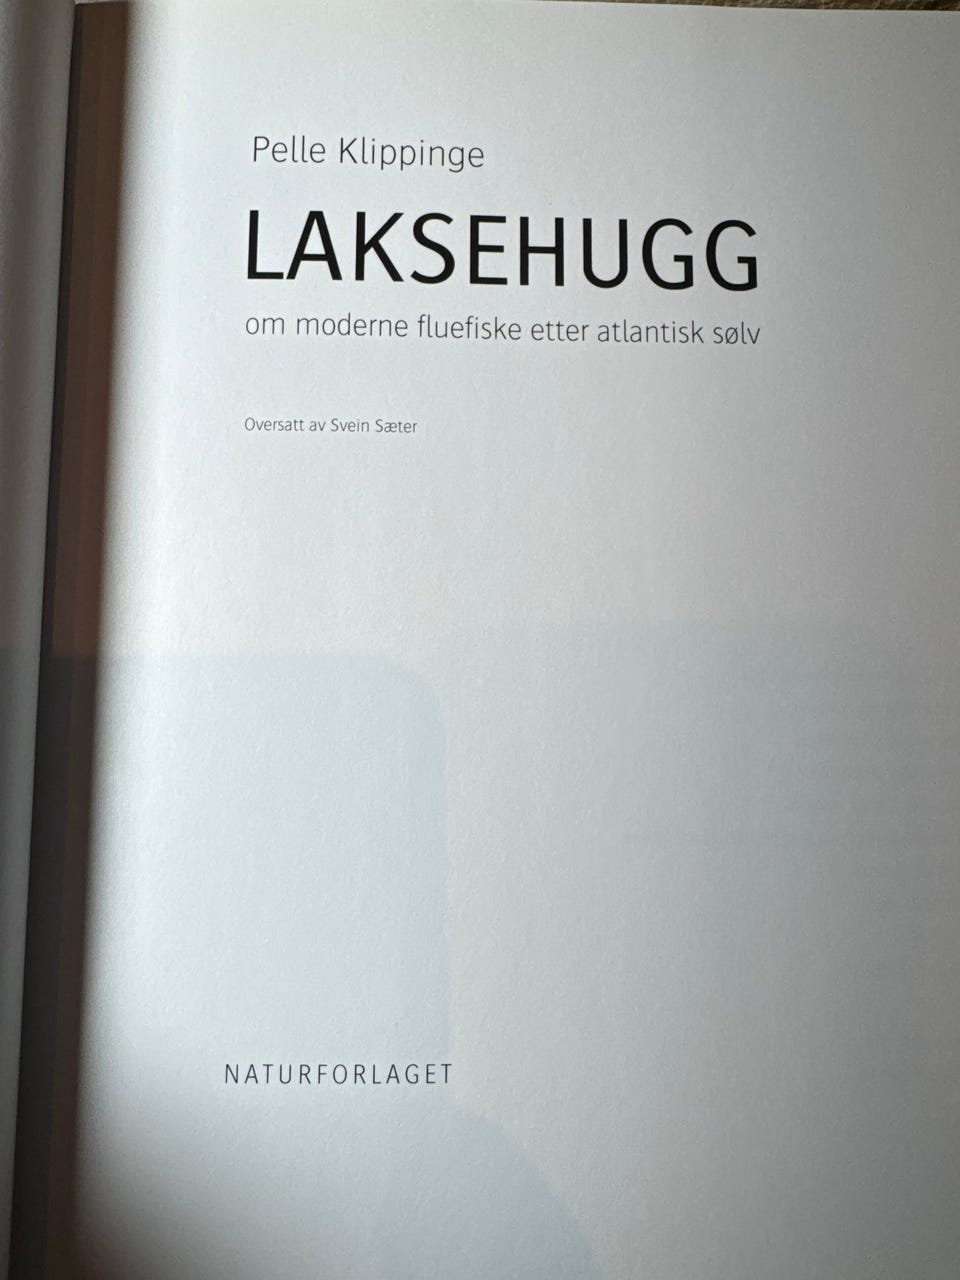 Pelle Klippinge
LAKSEHUGG
om moderne fluefiske etter atlantisk sølv
Oversatt av Svein Sæter
NATURFORLAGET